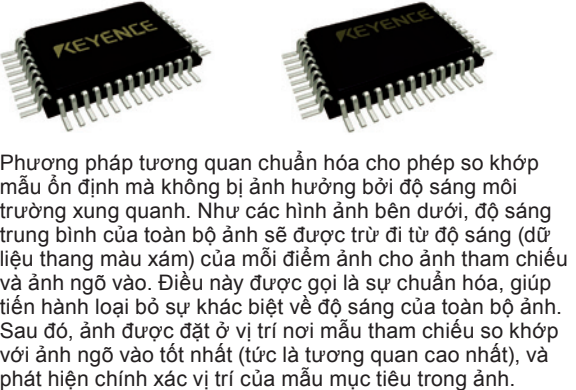 KEYENCE
KEYENCE
Phương pháp tương quan chuẩn hóa cho phép so khớp
mẫu ổn định mà không bị ảnh hưởng bởi độ sáng môi
trường xung quanh. Như các hình ảnh bên dưới, độ sáng
trung bình của toàn bộ ảnh sẽ được trừ đi từ độ sáng (dữ
liệu thang màu xám) của mỗi điểm ảnh cho ảnh tham chiếu
và ảnh ngõ vào. Điều này được gọi là sự chuẩn hóa, giúp
tiến hành loại bỏ sự khác biệt về độ sáng của toàn bộ ảnh.
Sau đó, ảnh được đặt ở vị trí nơi mẫu tham chiếu so khớp
với ảnh ngõ vào tốt nhất (tức là tương quan cao nhất), và
phát hiện chính xác vị trí của mẫu mục tiêu trong ảnh.